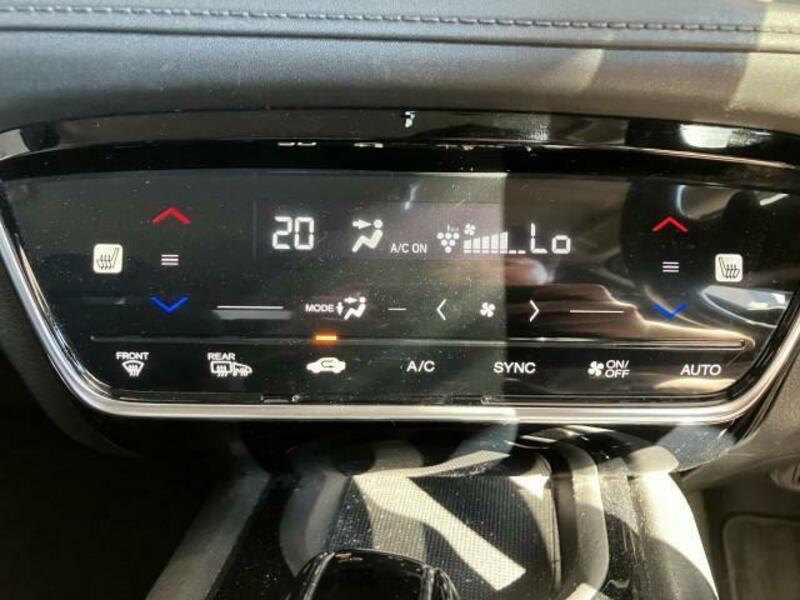 20 A/C ON Lo
MODE
FRONT REAR A/C SYNC ON/OFF AUTO